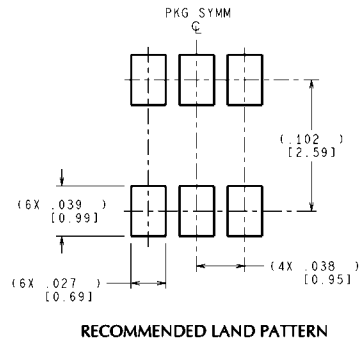 PKG SYMM
℄
(.102 )
[2.59]
(6X .039 )
[0.99]
(6X .027 )
[0.69]
(4X .038 )
[0.95]
RECOMMENDED LAND PATTERN